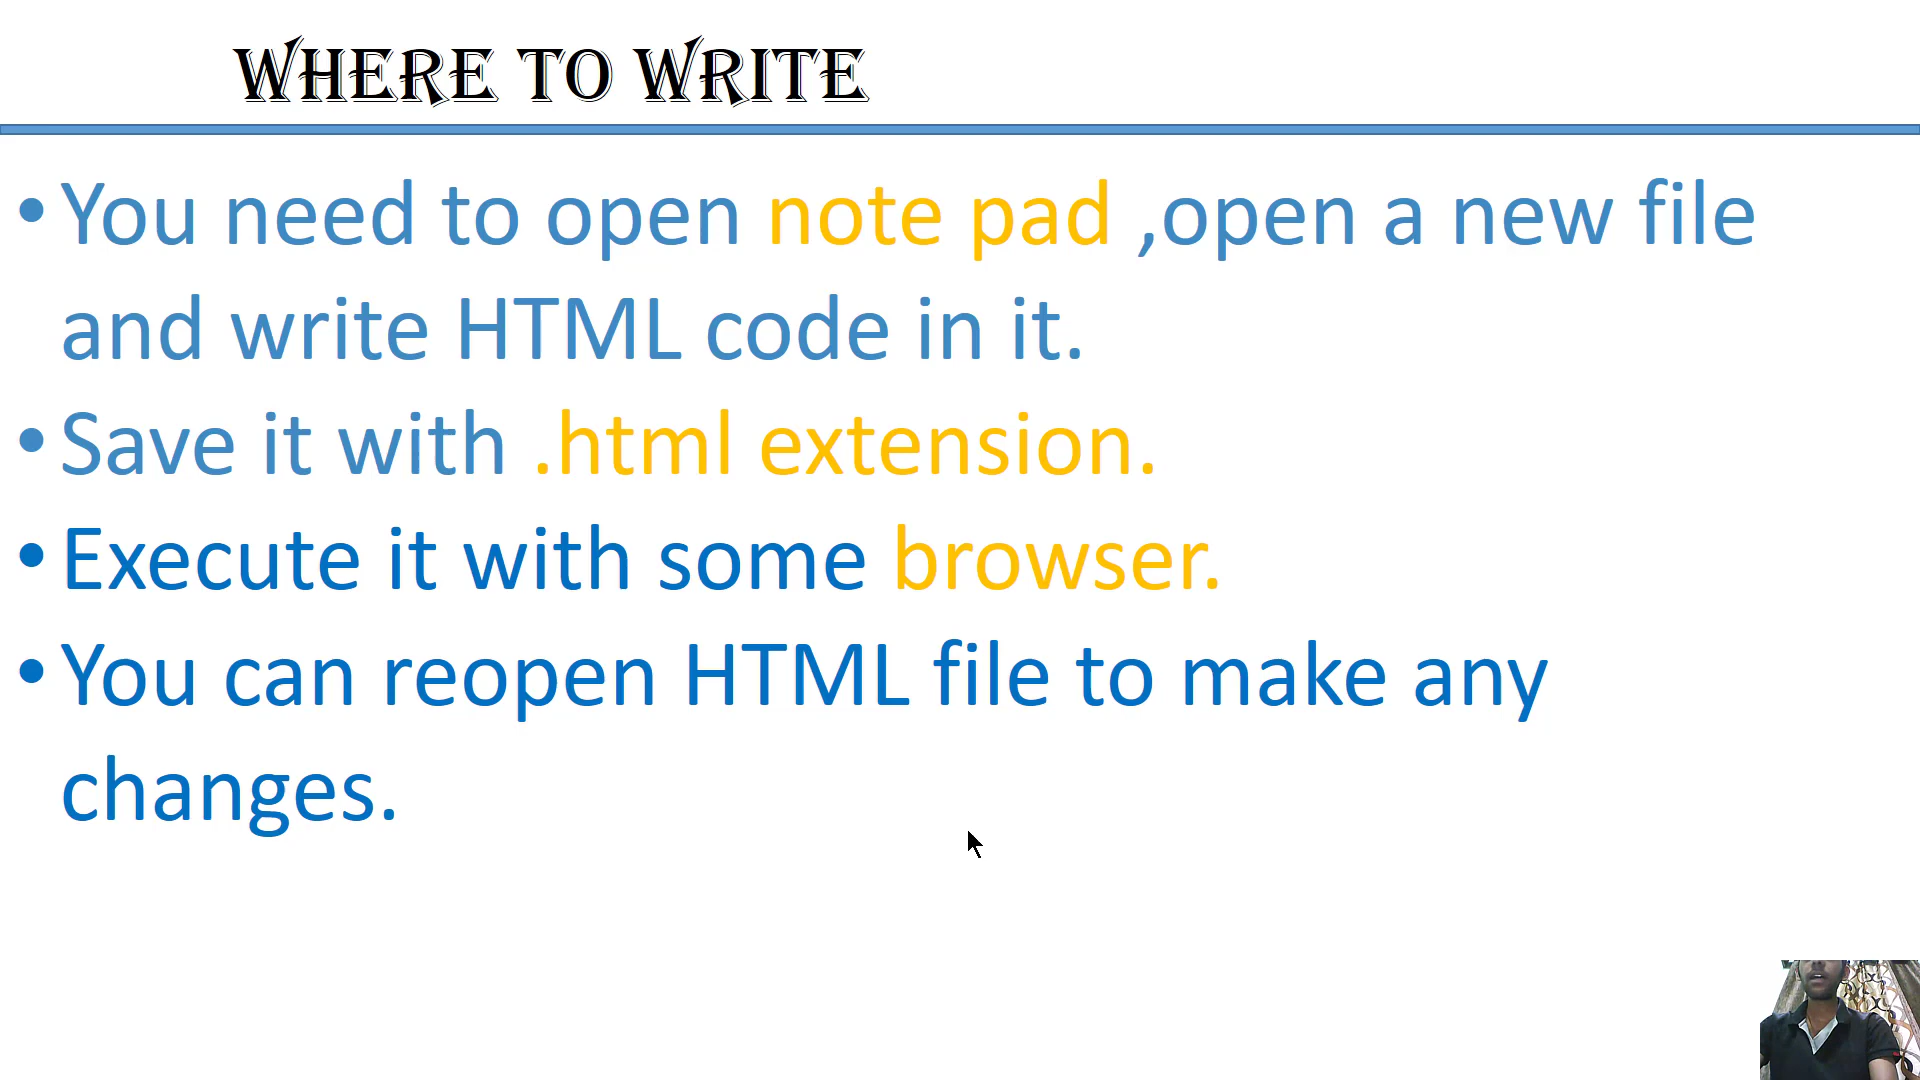 WHERE TO WRITE
• You need to open note pad ,open a new file
and write HTML code in it.
• Save it with .html extension.
• Execute it with some browser.
• You can reopen HTML file to make any
changes.